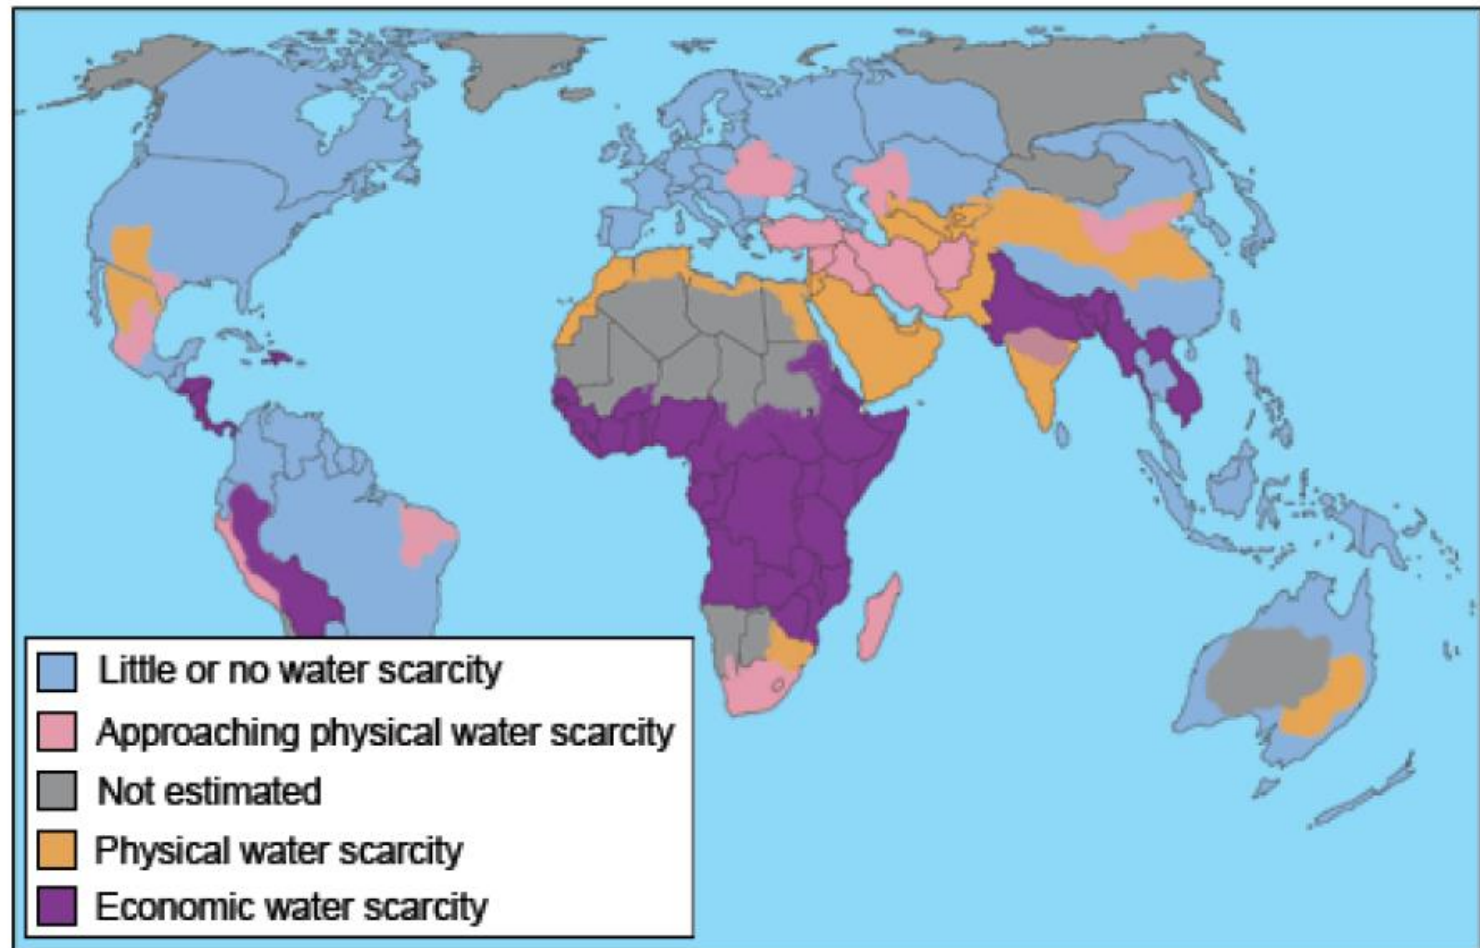 Little or no water scarcity
Approaching physical water scarcity
Not estimated
Physical water scarcity
Economic water scarcity